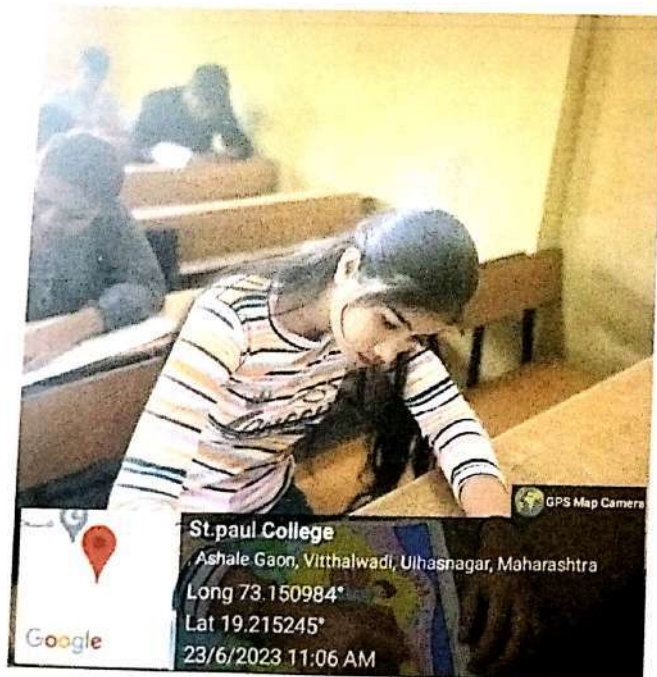 GPS Map Camera
St.paul College
, Ashale Gaon, Vitthalwadi, Ulhasnagar, Maharashtra
Long 73.150984°
Lat 19.215245°
23/6/2023 11:06 AM
Google